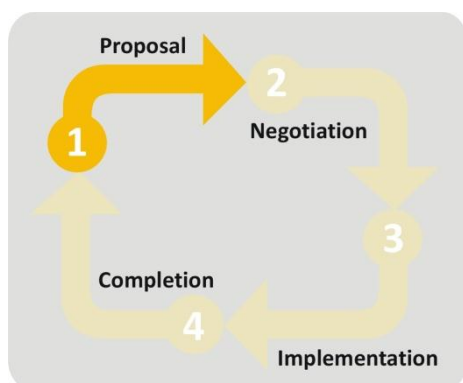 Proposal
1
2
Negotiation
3
Implementation
4
Completion